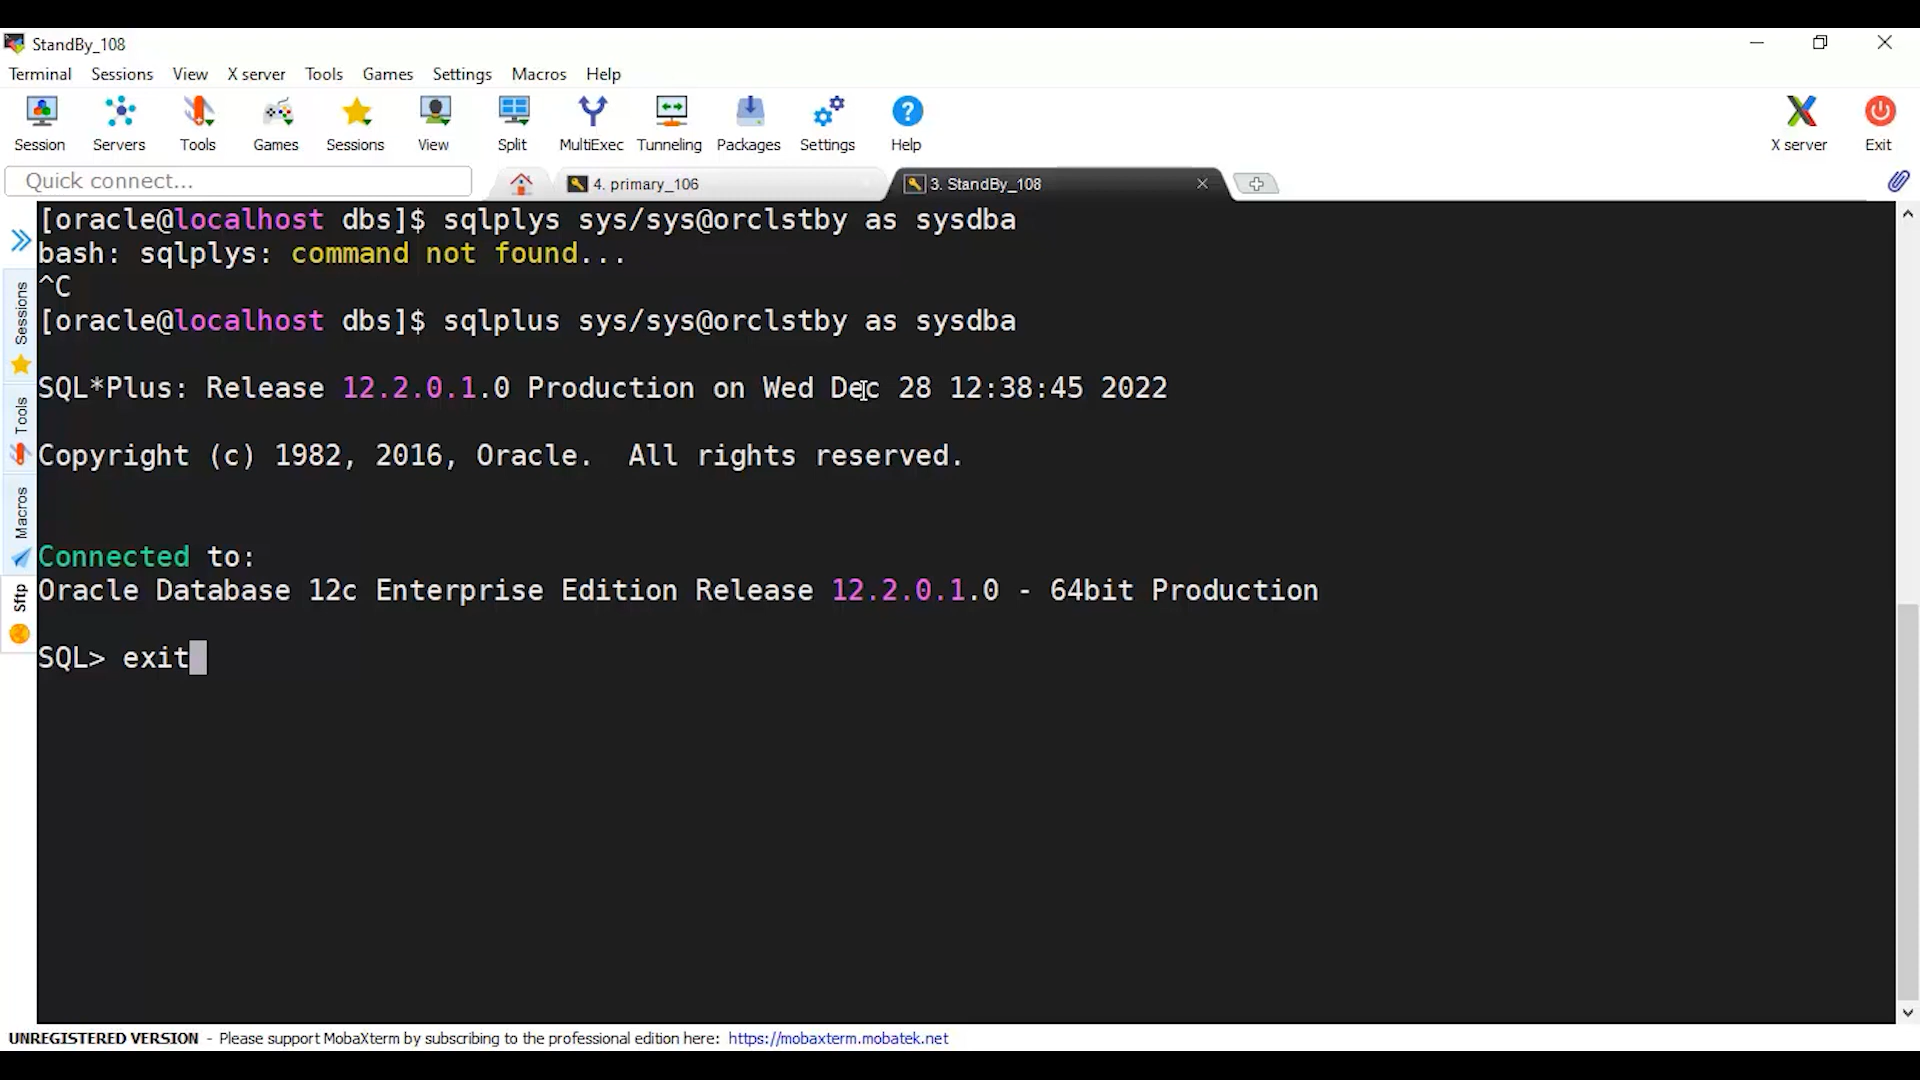 StandBy_108
Terminal Sessions View X server Tools Games Settings Macros Help
Session Servers Tools Games Sessions View Split MultiExec Tunneling Packages Settings Help X server Exit
Quick connect...
4. primary_106
3. StandBy_108
Sessions
Tools
Macros
Sftp
[oracle@localhost dbs]$ sqlplys sys/sys@orclstby as sysdba
bash: sqlplys: command not found...
^C
[oracle@localhost dbs]$ sqlplus sys/sys@orclstby as sysdba
SQL*Plus: Release 12.2.0.1.0 Production on Wed Dec 28 12:38:45 2022
Copyright (c) 1982, 2016, Oracle.  All rights reserved.
Connected to:
Oracle Database 12c Enterprise Edition Release 12.2.0.1.0 - 64bit Production
SQL> exit
UNREGISTERED VERSION - Please support MobaXterm by subscribing to the professional edition here: https://mobaxterm.mobatek.net